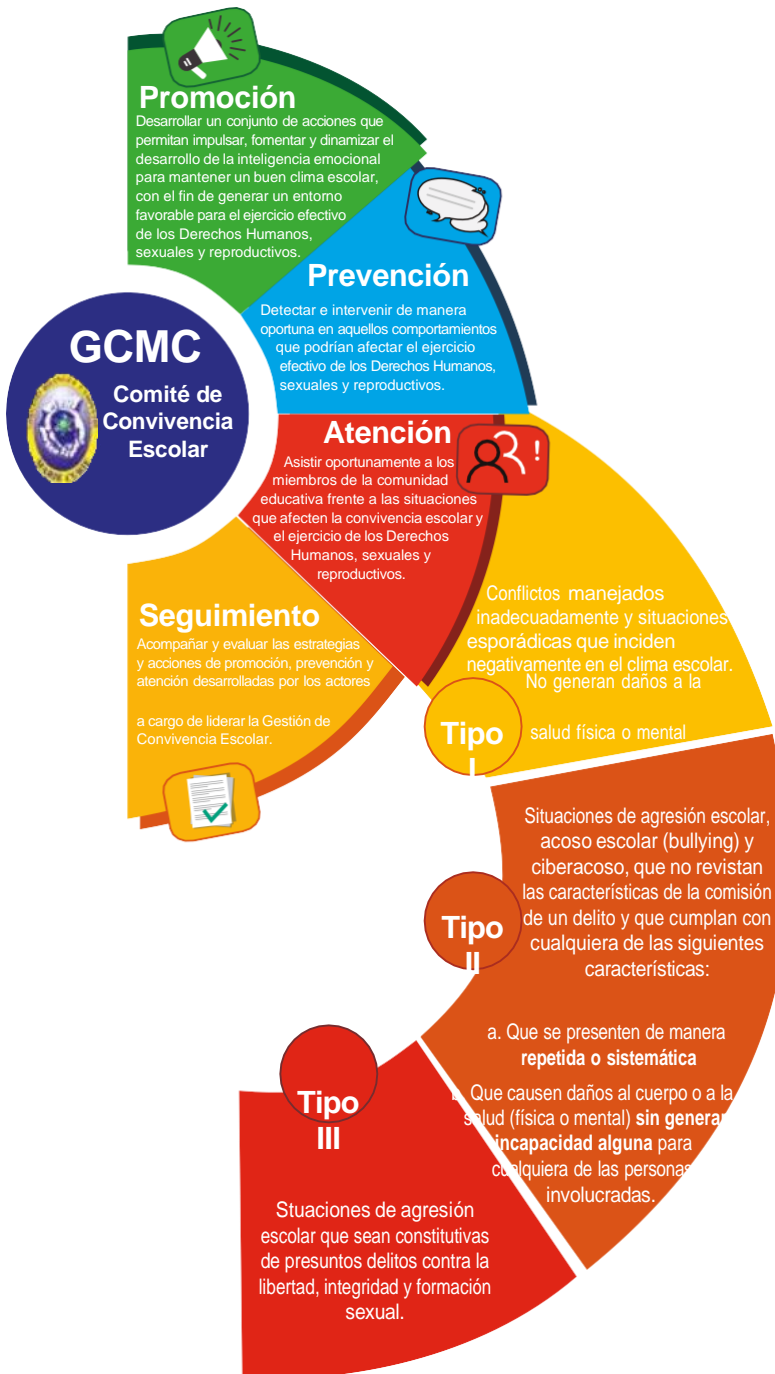 Promoción
Desarrollar un conjunto de acciones que
permitan impulsar, fomentar y dinamizar el
desarrollo de la inteligencia emocional
para mantener un buen clima escolar,
con el fin de generar un entorno
favorable para el ejercicio efectivo
de los Derechos Humanos,
sexuales y reproductivos.
Prevención
Detectar e intervenir de manera
oportuna en aquellos comportamientos
que podrían afectar el ejercicio
efectivo de los Derechos Humanos,
sexuales y reproductivos.
GCMC
Comité de
Convivencia
Escolar
Atención
Asistir oportunamente a los
miembros de la comunidad
educativa frente a las situaciones
que afecten la convivencia escolar y
el ejercicio de los Derechos
Humanos, sexuales y
reproductivos.
!
Seguimiento
Acompañar y evaluar las estrategias
y acciones de promoción, prevención y
atención desarrolladas por los actores
a cargo de liderar la Gestión de
Convivencia Escolar.
Conflictos manejados
inadecuadamente y situaciones
esporádicas que inciden
negativamente en el clima escolar.
No generan daños a la
salud física o mental
Tipo
I
Situaciones de agresión escolar,
acoso escolar (bullying) y
ciberacoso, que no revistan
las características de la comisión
de un delito y que cumplan con
cualquiera de las siguientes
características:
a. Que se presenten de manera
repetida o sistemática
b. Que causen daños al cuerpo o a la
salud (física o mental) sin generar
incapacidad alguna para
cualquiera de las personas
involucradas.
Tipo
II
Tipo
III
Stuaciones de agresión
escolar que sean constitutivas
de presuntos delitos contra la
libertad, integridad y formación
sexual.